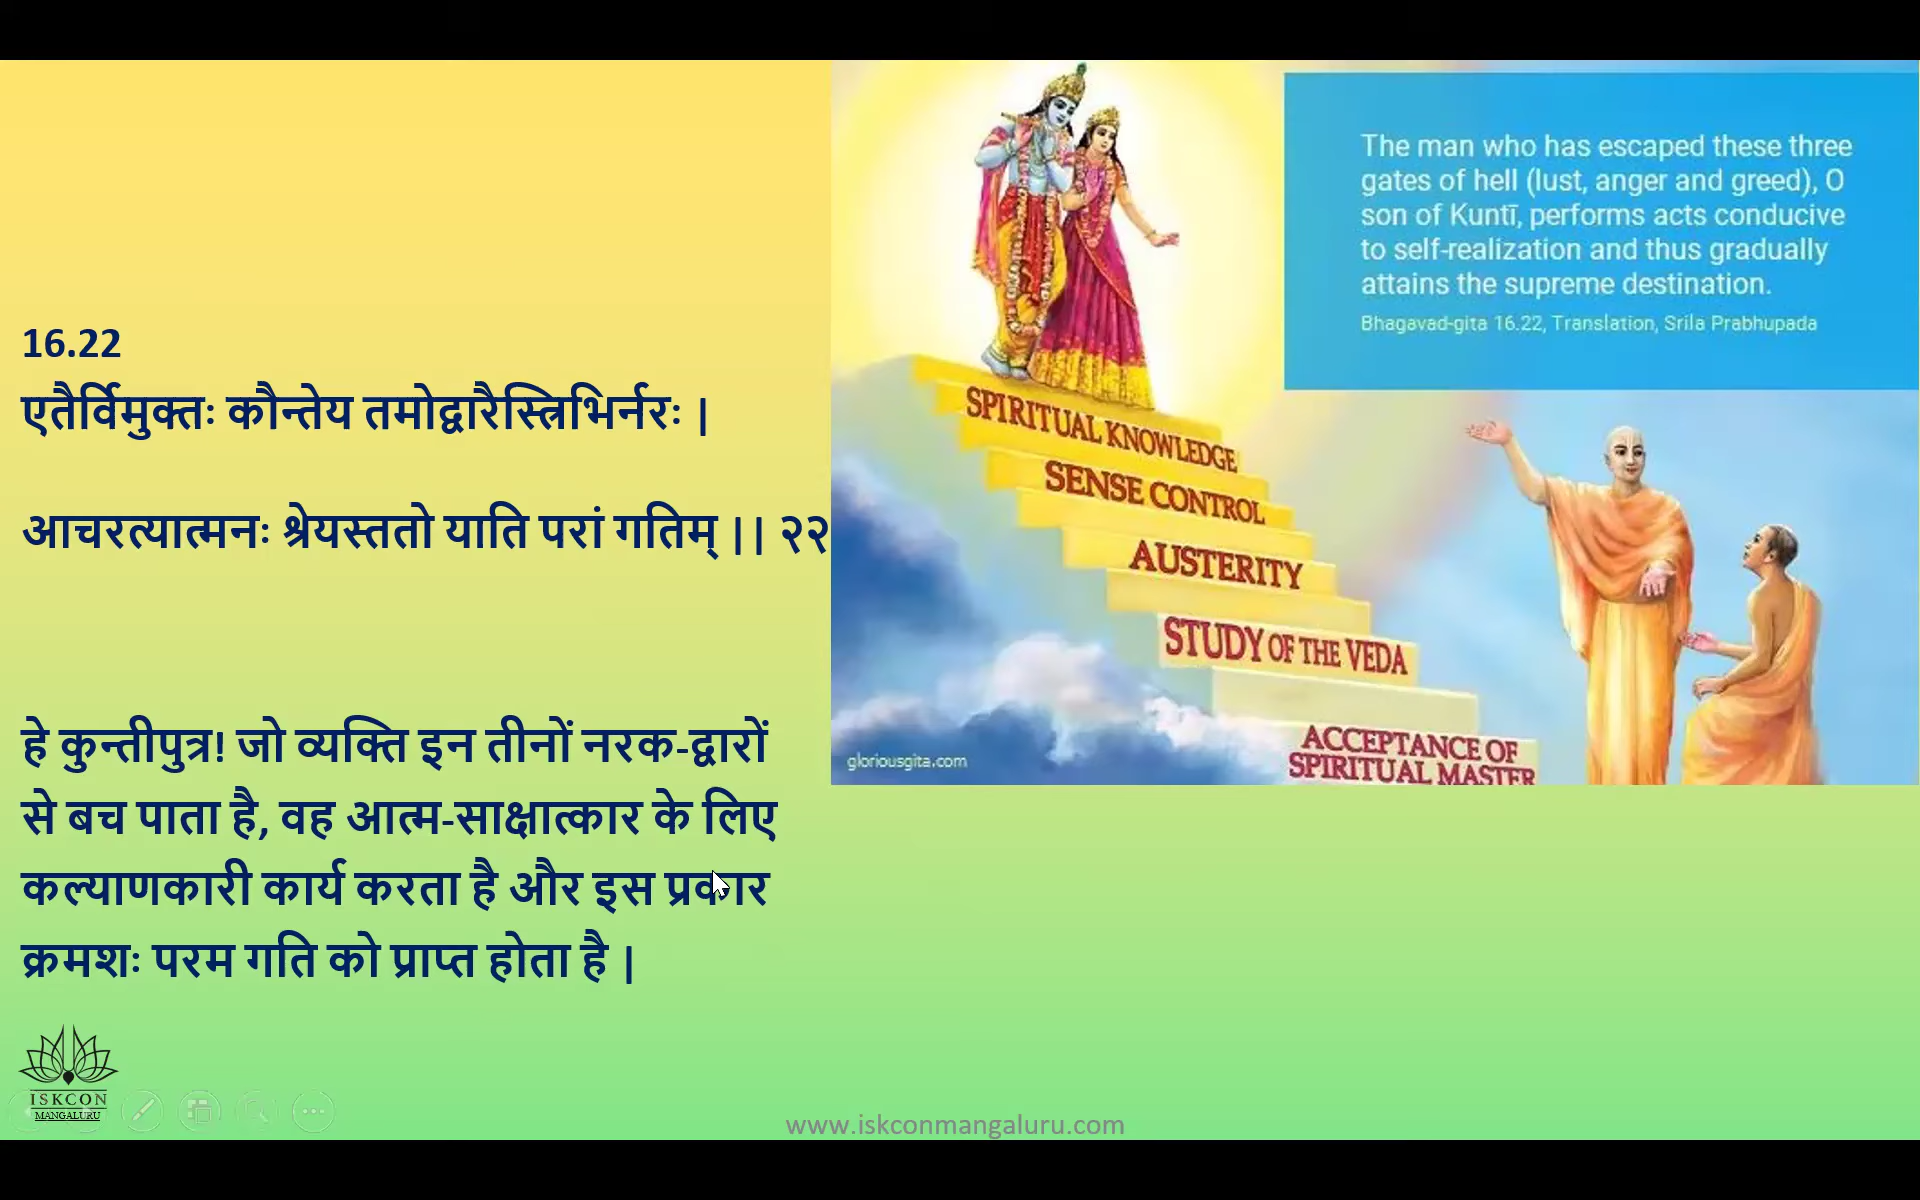 16.22
एतैर्विमुक्तः कौन्तेय तमोद्वारैस्त्रिभिर्नरः |
आचरत्यात्मनः श्रेयस्ततो याति परां गतिम् || २२
हे कुन्तीपुत्र! जो व्यक्ति इन तीनों नरक-द्वारों
से बच पाता है, वह आत्म-साक्षात्कार के लिए
कल्याणकारी कार्य करता है और इस प्रकार
क्रमशः परम गति को प्राप्त होता है |
The man who has escaped these three
gates of hell (lust, anger and greed), O
son of Kuntī, performs acts conducive
to self-realization and thus gradually
attains the supreme destination.
Bhagavad-gita 16.22, Translation, Srila Prabhupada
SPIRITUAL KNOWLEDGE
SENSE CONTROL
AUSTERITY
STUDY OF THE VEDA
ACCEPTANCE OF
SPIRITUAL MASTER
gloriousgita.com
ISKCON
MANGALURU
www.iskconmangaluru.com